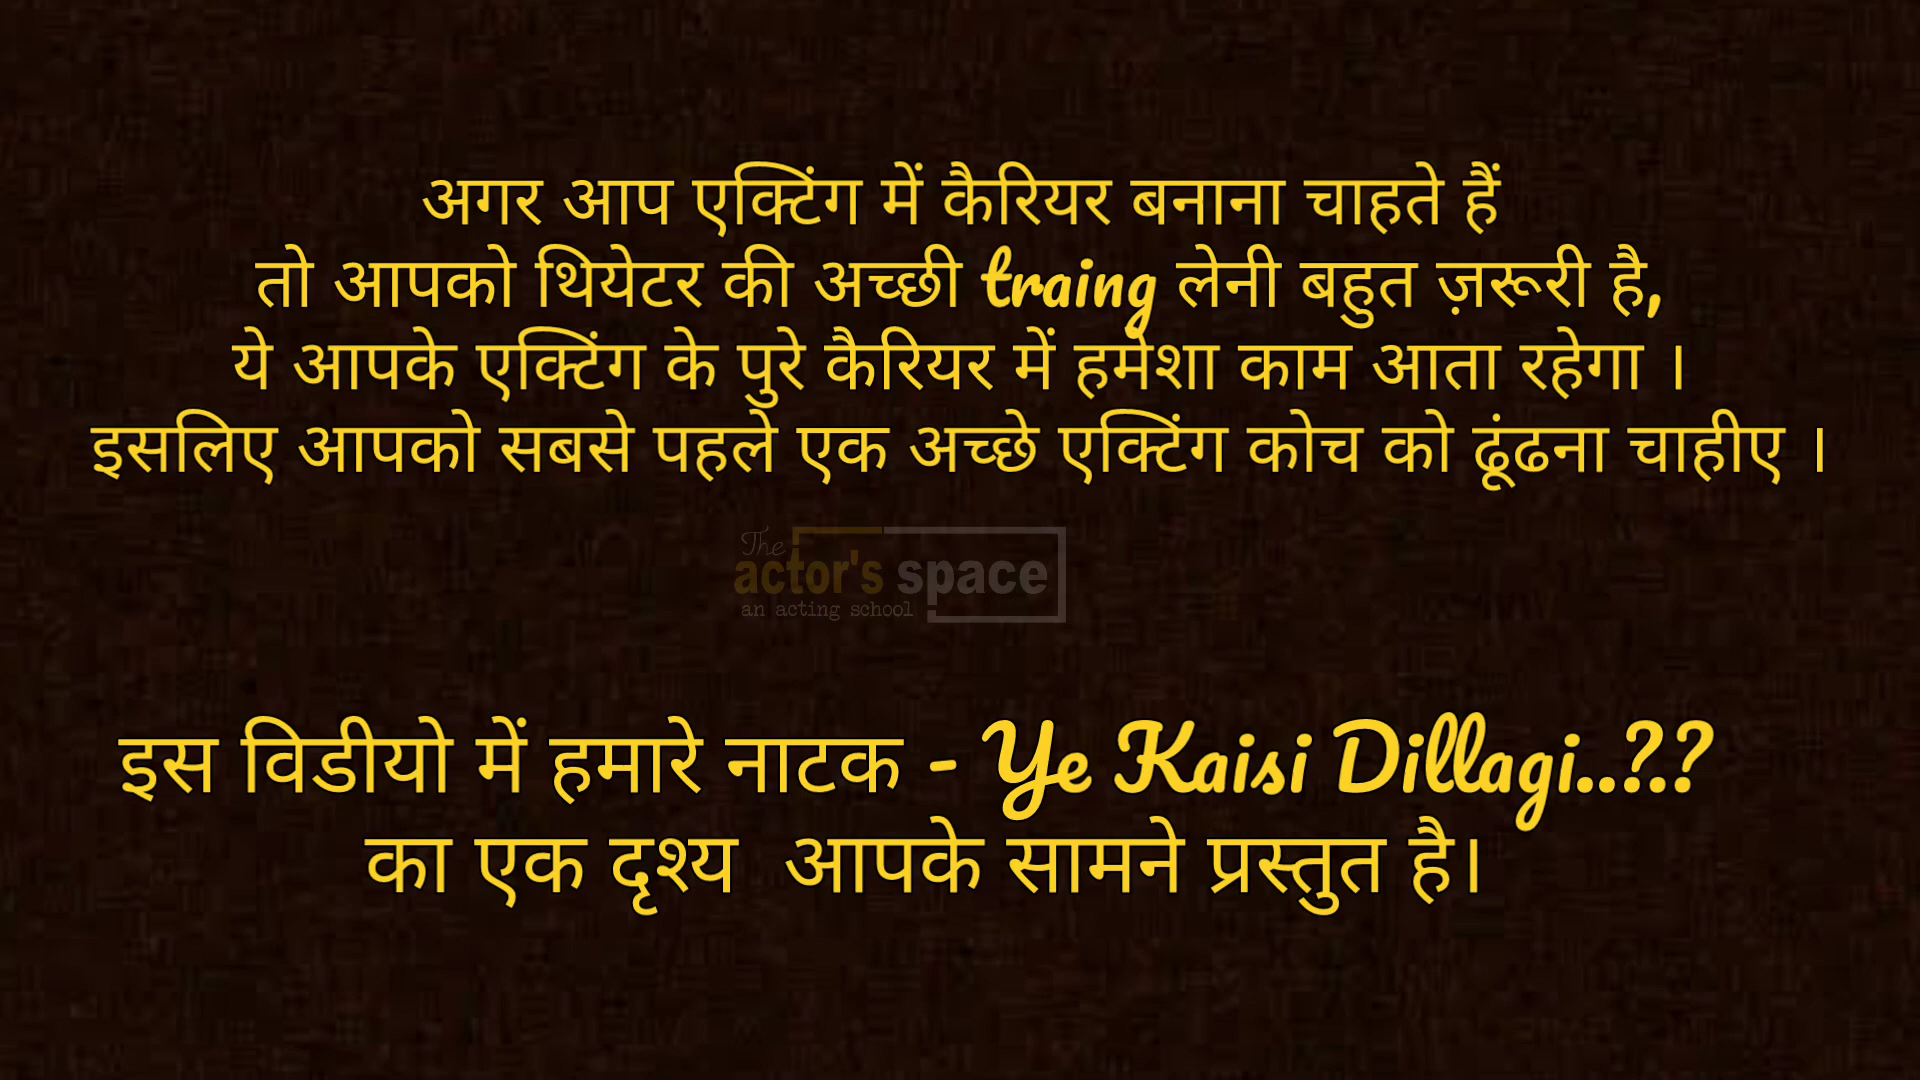 अगर आप एक्टिंग में कैरियर बनाना चाहते हैं
तो आपको थियेटर की अच्छी traing लेनी बहुत ज़रूरी है,
ये आपके एक्टिंग के पुरे कैरियर में हमेशा काम आता रहेगा ।
इसलिए आपको सबसे पहले एक अच्छे एक्टिंग कोच को ढूंढना चाहीए ।
The
actor's space
an acting school
इस विडीयो में हमारे नाटक - Ye Kaisi Dillagi..?.?
का एक दृश्य आपके सामने प्रस्तुत है।